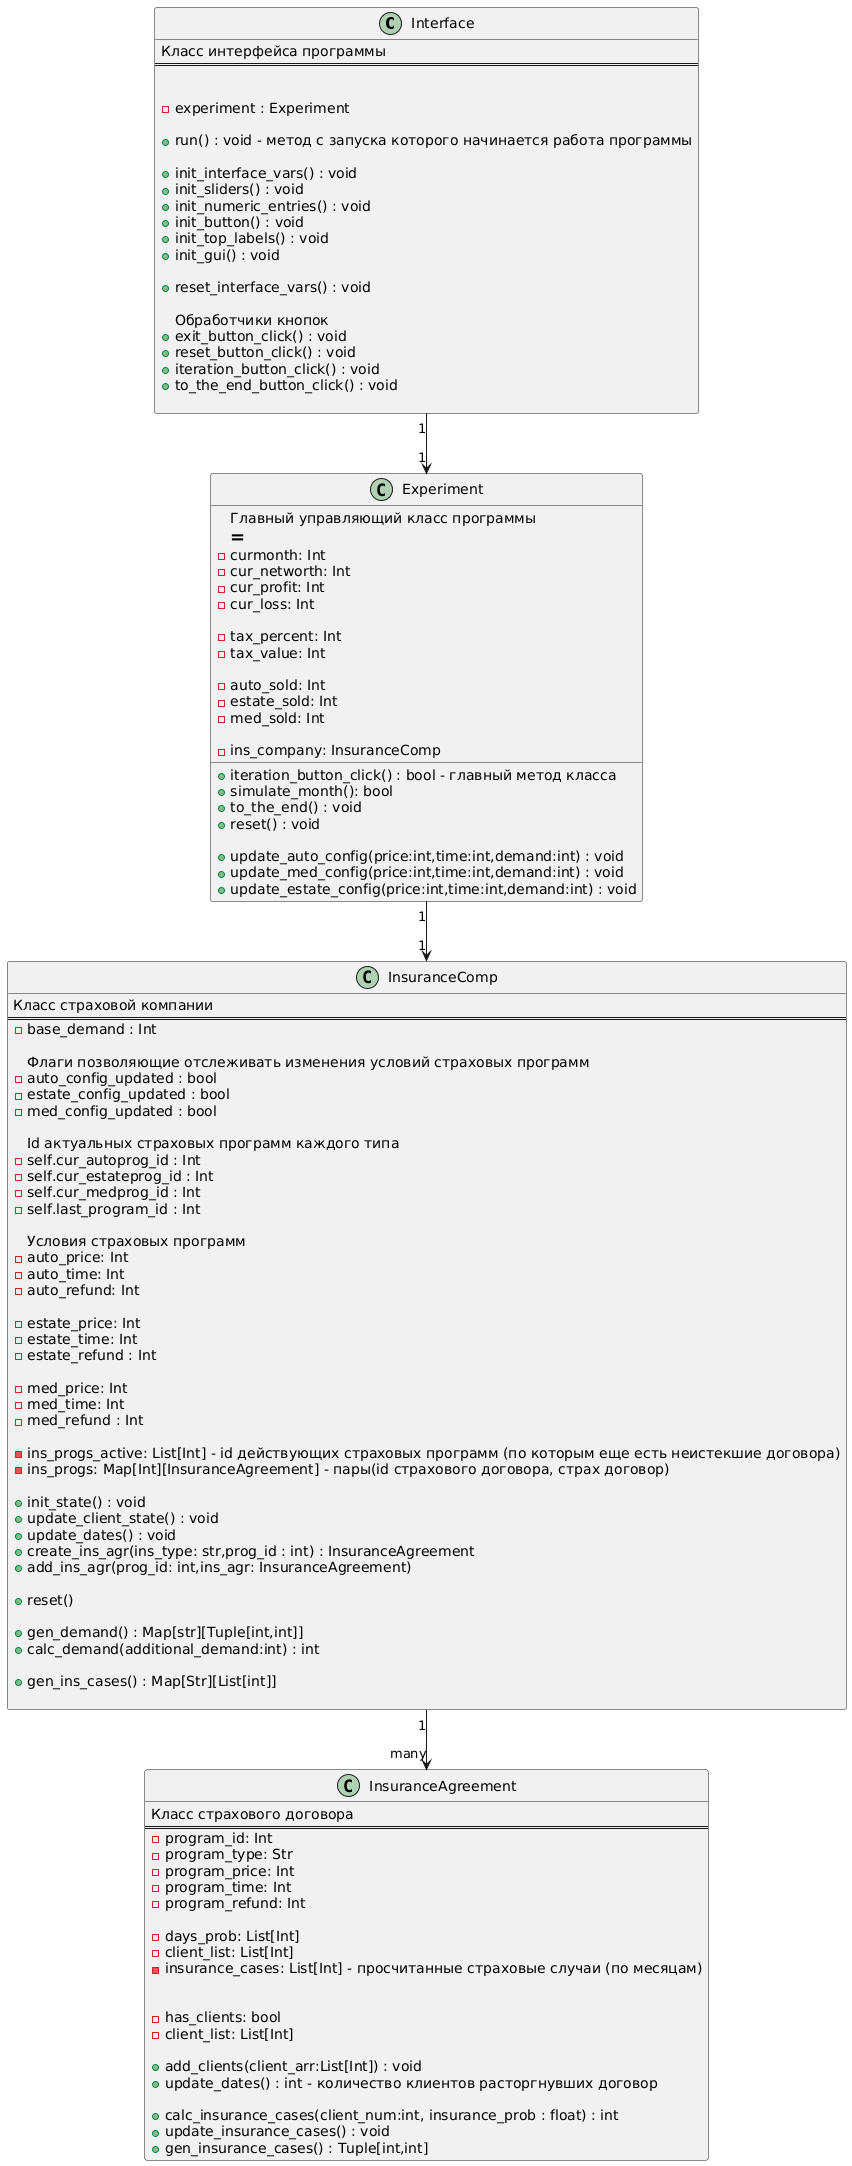 C Interface
Класс интерфейса программы
experiment : Experiment
run() : void - метод с запуска которого начинается работа программы
init_interface_vars() : void
init_sliders() : void
init_numeric_entries() : void
init_button() : void
init_top_labels() : void
init_gui() : void
reset_interface_vars() : void
Обработчики кнопок
exit_button_click() : void
reset_button_click() : void
iteration_button_click() : void
to_the_end_button_click() : void
1
1
C Experiment
Главный управляющий класс программы
=
curmonth: Int
cur_networth: Int
cur_profit: Int
cur_loss: Int
tax_percent: Int
tax_value: Int
auto_sold: Int
estate_sold: Int
med_sold: Int
ins_company: InsuranceComp
iteration_button_click() : bool - главный метод класса
simulate_month(): bool
to_the_end() : void
reset() : void
update_auto_config(price:int,time:int,demand:int) : void
update_med_config(price:int,time:int,demand:int) : void
update_estate_config(price:int,time:int,demand:int) : void
1
1
C InsuranceComp
Класс страховой компании
base_demand : Int
Флаги позволяющие отслеживать изменения условий страховых программ
auto_config_updated : bool
estate_config_updated : bool
med_config_updated : bool
Id актуальных страховых программ каждого типа
self.cur_autoprog_id : Int
self.cur_estateprog_id : Int
self.cur_medprog_id : Int
self.last_program_id : Int
Условия страховых программ
auto_price: Int
auto_time: Int
auto_refund: Int
estate_price: Int
estate_time: Int
estate_refund : Int
med_price: Int
med_time: Int
med_refund : Int
ins_progs_active: List[Int] - id действующих страховых программ (по которым еще есть неистекшие договора)
ins_progs: Map[Int][InsuranceAgreement] - пары(id страхового договора, страх договор)
init_state() : void
update_client_state() : void
update_dates() : void
create_ins_agr(ins_type: str,prog_id : int) : InsuranceAgreement
add_ins_agr(prog_id: int,ins_agr: InsuranceAgreement)
reset()
gen_demand() : Map[str][Tuple[int,int]]
calc_demand(additional_demand:int) : int
gen_ins_cases() : Map[Str][List[int]]
1
many
C InsuranceAgreement
Класс страхового договора
program_id: Int
program_type: Str
program_price: Int
program_time: Int
program_refund: Int
days_prob: List[Int]
client_list: List[Int]
insurance_cases: List[Int] - просчитанные страховые случаи (по месяцам)
has_clients: bool
client_list: List[Int]
add_clients(client_arr:List[Int]) : void
update_dates() : int - количество клиентов расторгнувших договор
calc_insurance_cases(client_num:int, insurance_prob : float) : int
update_insurance_cases() : void
gen_insurance_cases() : Tuple[int,int]